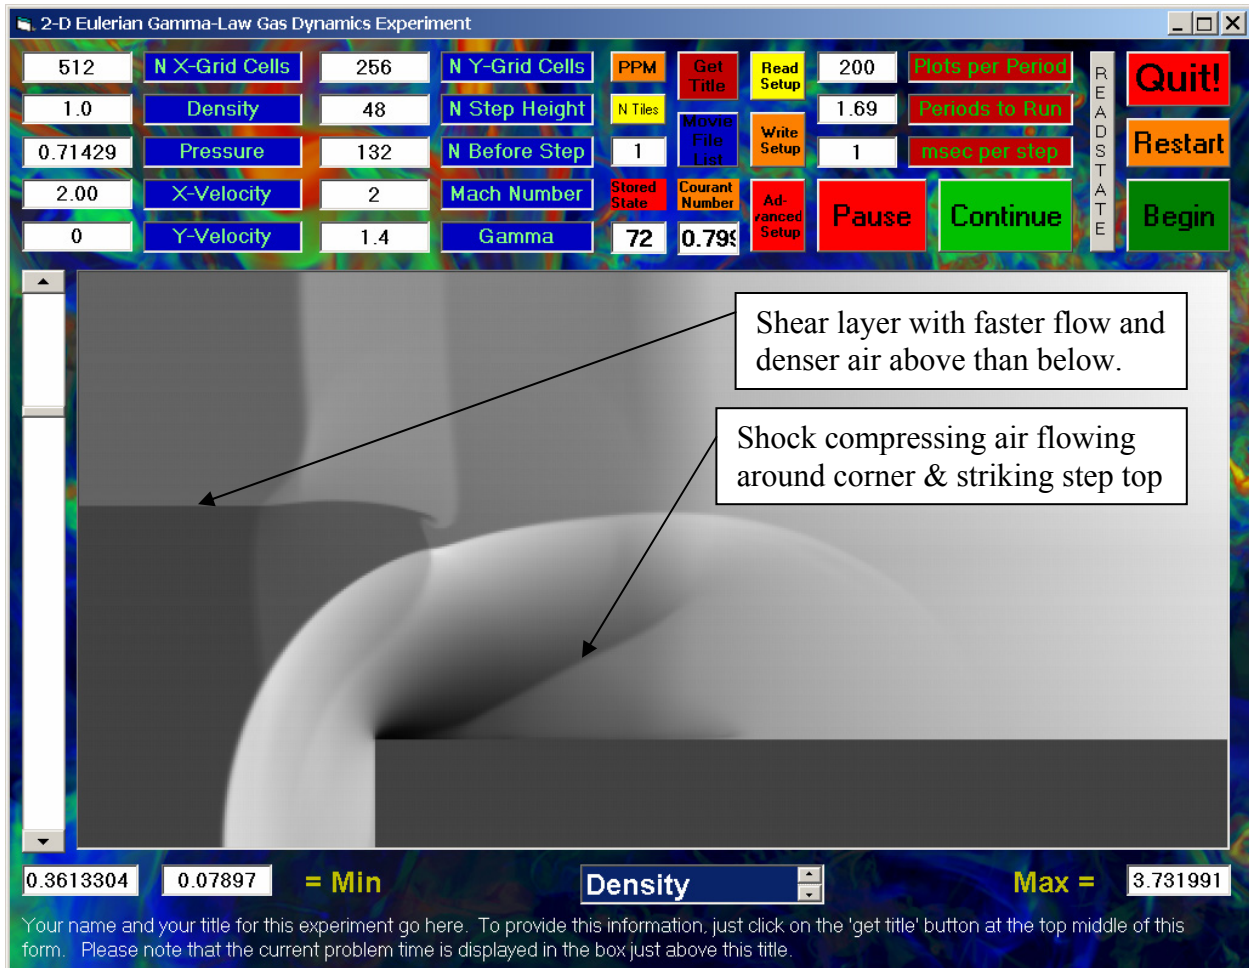 2-D Eulerian Gamma-Law Gas Dynamics Experiment
512 N X-Grid Cells 256 N Y-Grid Cells PPM Get Title Read Setup 200 Plots per Period
1.0 Density 48 N Step Height N Tiles Movie File List Write Setup 1.69 Periods to Run
0.71429 Pressure 132 N Before Step 1 1 msec per step
2.00 X-Velocity 2 Mach Number Stored State Courant Number Ad-vanced Setup Pause Continue
0 Y-Velocity 1.4 Gamma 72 0.799
READSTATE
Quit!
Restart
Begin
Shear layer with faster flow and
denser air above than below.
Shock compressing air flowing
around corner & striking step top
0.3613304 0.07897 = Min Density Max = 3.731991
Your name and your title for this experiment go here. To provide this information, just click on the 'get title' button at the top middle of this
form. Please note that the current problem time is displayed in the box just above this title.